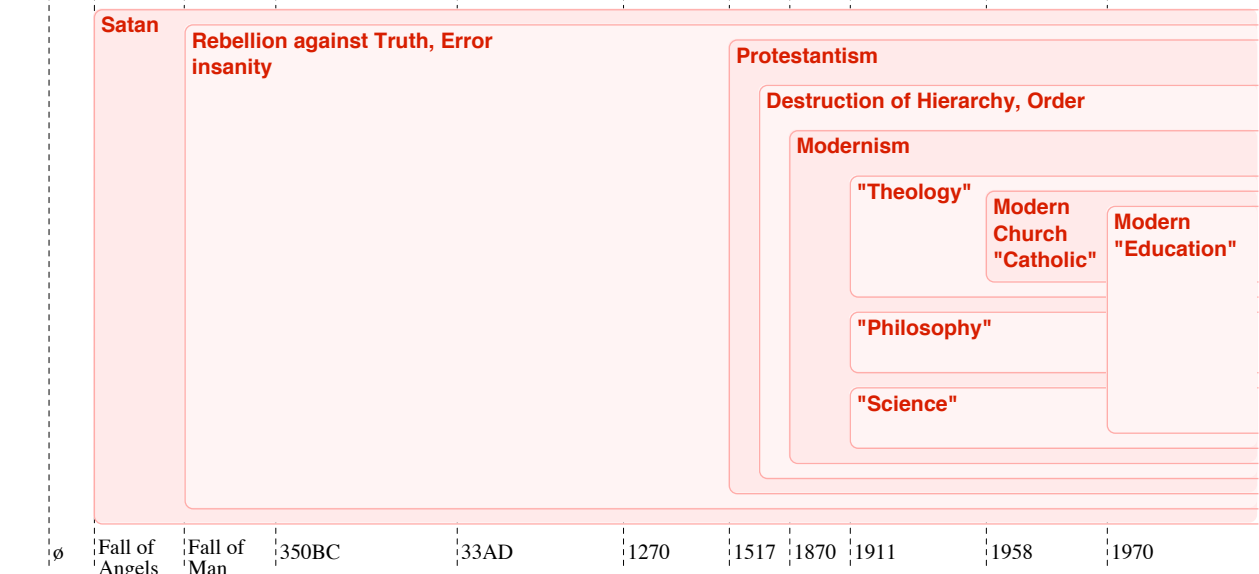 Satan
Rebellion against Truth, Error
insanity
Protestantism
Destruction of Hierarchy, Order
Modernism
"Theology"
Modern
Church
"Catholic"
Modern
"Education"
"Philosophy"
"Science"
ø
Fall of
Angels
Fall of
Man
350BC
33AD
1270
1517
1870
1911
1958
1970